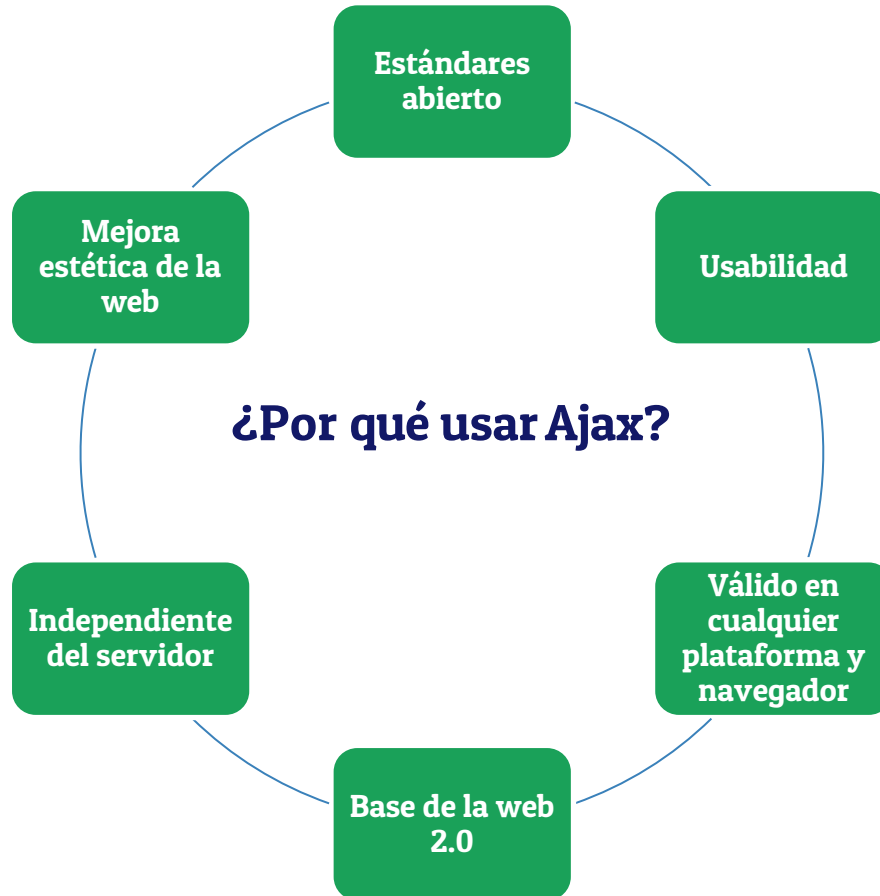 Estándares
abierto
Mejora
estética de la
web
Usabilidad
¿Por qué usar Ajax?
Independiente
del servidor
Válido en
cualquier
plataforma y
navegador
Base de la web
2.0